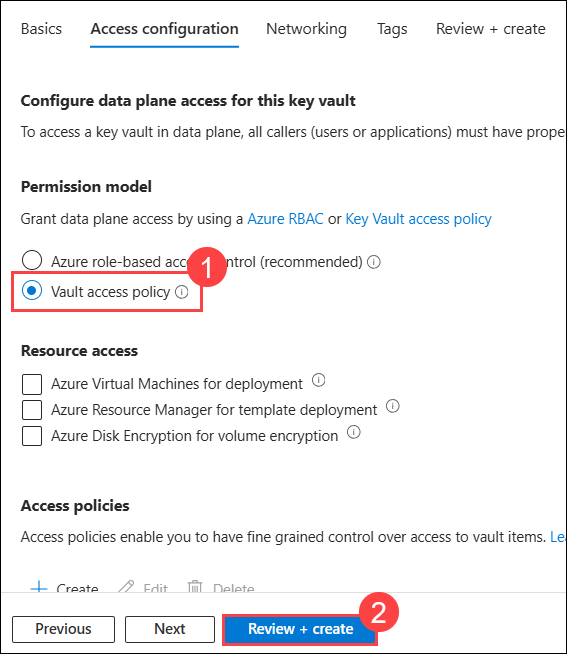 Basics Access configuration Networking Tags Review + create
Configure data plane access for this key vault
To access a key vault in data plane, all callers (users or applications) must have prope
Permission model
Grant data plane access by using a Azure RBAC or Key Vault access policy
Azure role-based acc ntrol (recommended)
1
Vault access policy
Resource access
Azure Virtual Machines for deployment
Azure Resource Manager for template deployment
Azure Disk Encryption for volume encryption
Access policies
Access policies enable you to have fine grained control over access to vault items. Lea
Create Edit Delete
Previous Next Review + create 2